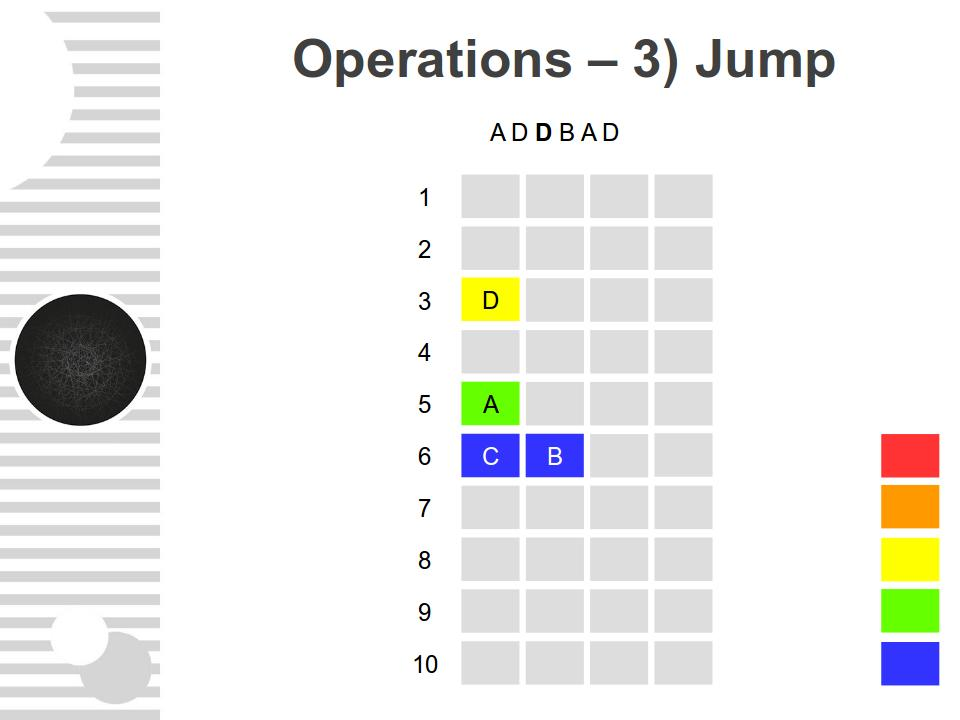 Operations – 3) Jump
A D D B A D
1
2
3 D
4
5 A
6 C B
7
8
9
10